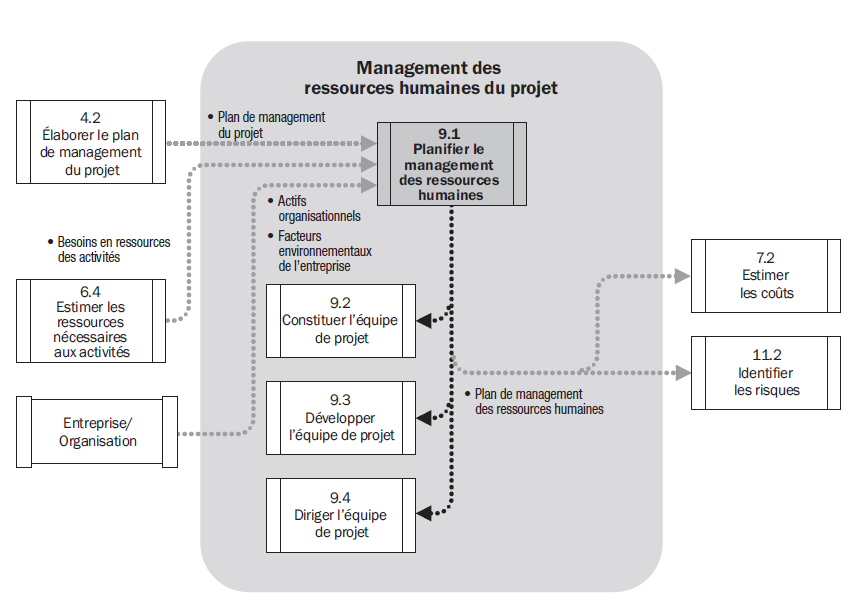 Management des
ressources humaines du projet
• Plan de management
du projet
4.2
Élaborer le plan
de management
du projet
9.1
Planifier le
management
des ressources
humaines
• Actifs
organisationnels
• Facteurs
environnementaux
de l'entreprise
• Besoins en ressources
des activités
6.4
Estimer les
ressources
nécessaires
aux activités
9.2
Constituer l'équipe
de projet
7.2
Estimer
les coûts
11.2
Identifier
les risques
• Plan de management
des ressources humaines
9.3
Développer
l'équipe de projet
Entreprise/
Organisation
9.4
Diriger l'équipe
de projet